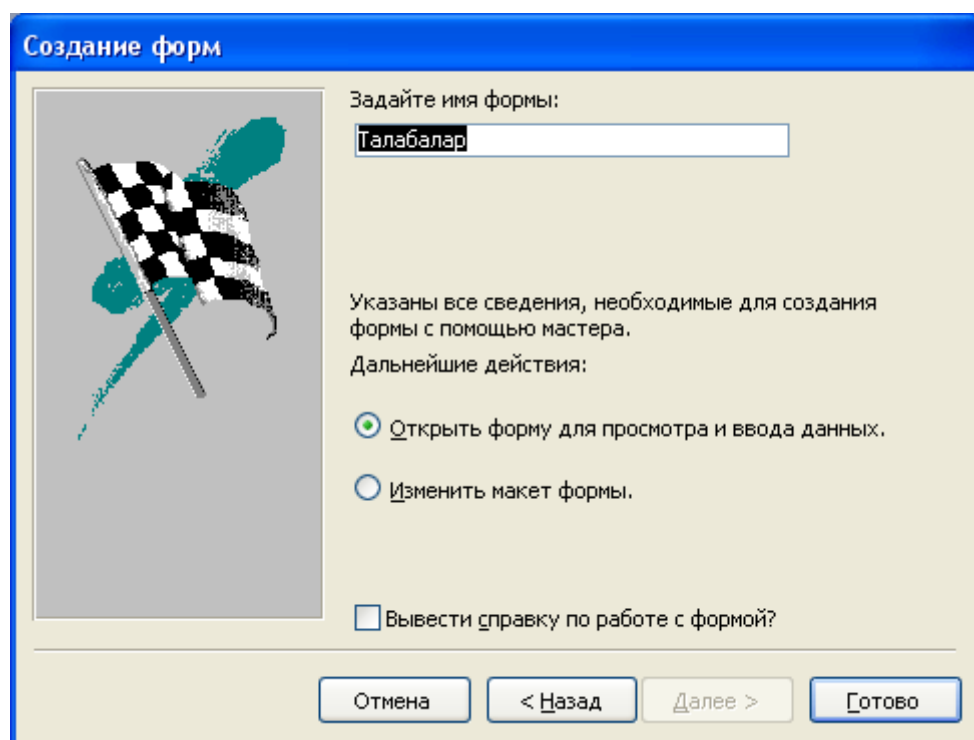 Создание форм
Задайте имя формы:
Талабалар
Указаны все сведения, необходимые для создания
формы с помощью мастера.
Дальнейшие действия:
Открыть форму для просмотра и ввода данных.
Изменить макет формы.
Вывести справку по работе с формой?
Отмена
< Назад
Далее >
Готово